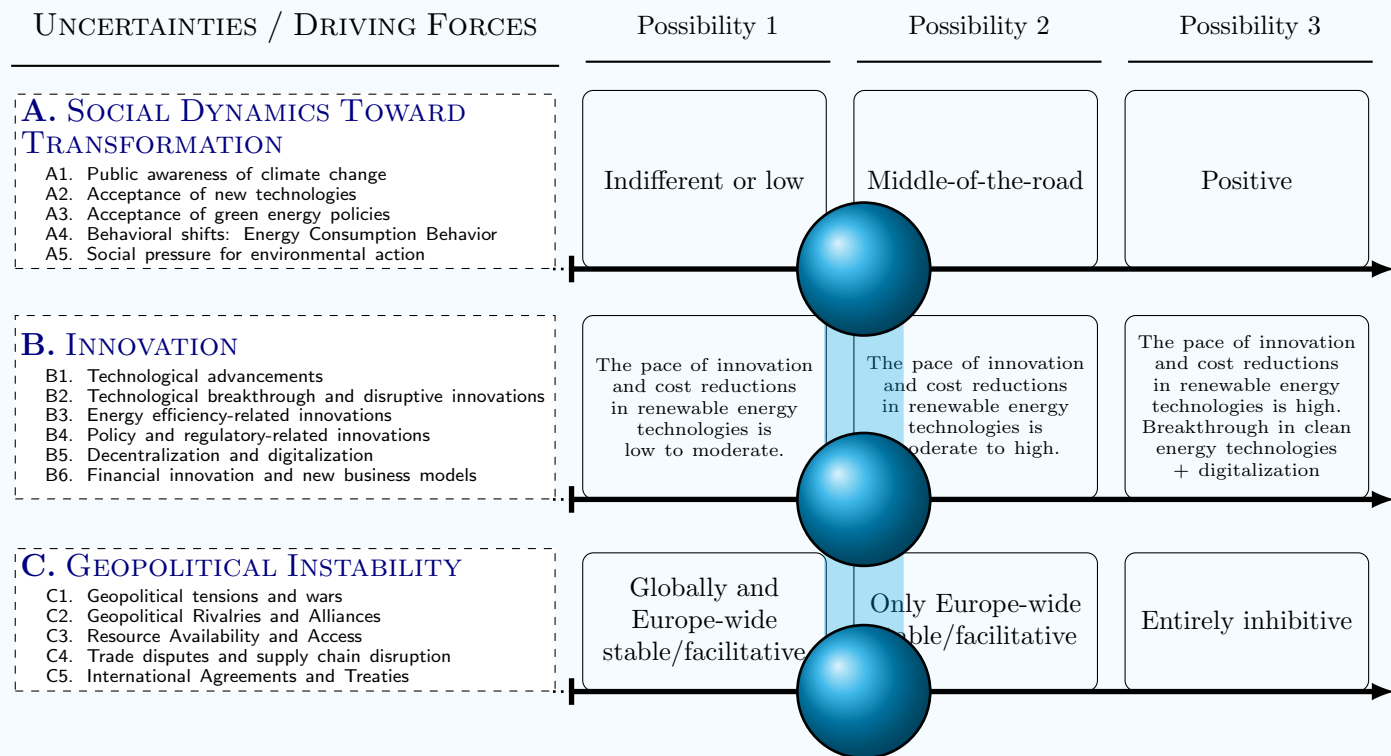 UNCERTAINTIES / DRIVING FORCES
Possibility 1
Possibility 2
Possibility 3
A. SOCIAL DYNAMICS TOWARD
TRANSFORMATION
A1. Public awareness of climate change
A2. Acceptance of new technologies
A3. Acceptance of green energy policies
A4. Behavioral shifts: Energy Consumption Behavior
A5. Social pressure for environmental action
Indifferent or low
Middle-of-the-road
Positive
B. INNOVATION
B1. Technological advancements
B2. Technological breakthrough and disruptive innovations
B3. Energy efficiency-related innovations
B4. Policy and regulatory-related innovations
B5. Decentralization and digitalization
B6. Financial innovation and new business models
The pace of innovation
and cost reductions
in renewable energy
technologies is
low to moderate.
The pace of innovation
and cost reductions
in renewable energy
technologies is
oderate to high.
The pace of innovation
and cost reductions
in renewable energy
technologies is high.
Breakthrough in clean
energy technologies
+ digitalization
C. GEOPOLITICAL INSTABILITY
C1. Geopolitical tensions and wars
C2. Geopolitical Rivalries and Alliances
C3. Resource Availability and Access
C4. Trade disputes and supply chain disruption
C5. International Agreements and Treaties
Globally and
Europe-wide
stable/facilitative
Only Europe-wide
able/facilitative
Entirely inhibitive